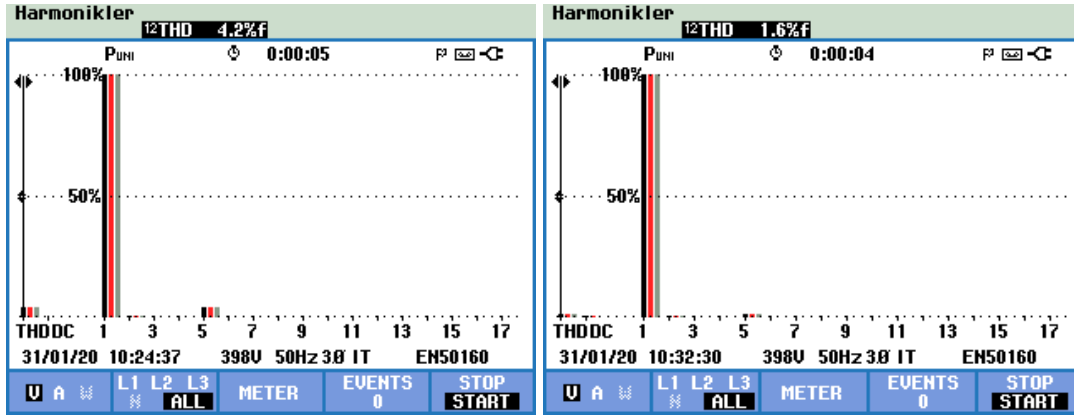 Harmonikler
12THD 4.2%f
PUNI 0:00:05
100%
50%
THDDC 1 3 5 7 9 11 13 15 17
31/01/20 10:24:37 398V 50Hz 3Ø IT EN50160
V A W L1 L2 L3 N ALL METER EVENTS 0 STOP START
Harmonikler
12THD 1.6%f
PUNI 0:00:04
100%
50%
THDDC 1 3 5 7 9 11 13 15 17
31/01/20 10:32:30 398V 50Hz 3Ø IT EN50160
V A W L1 L2 L3 N ALL METER EVENTS 0 STOP START